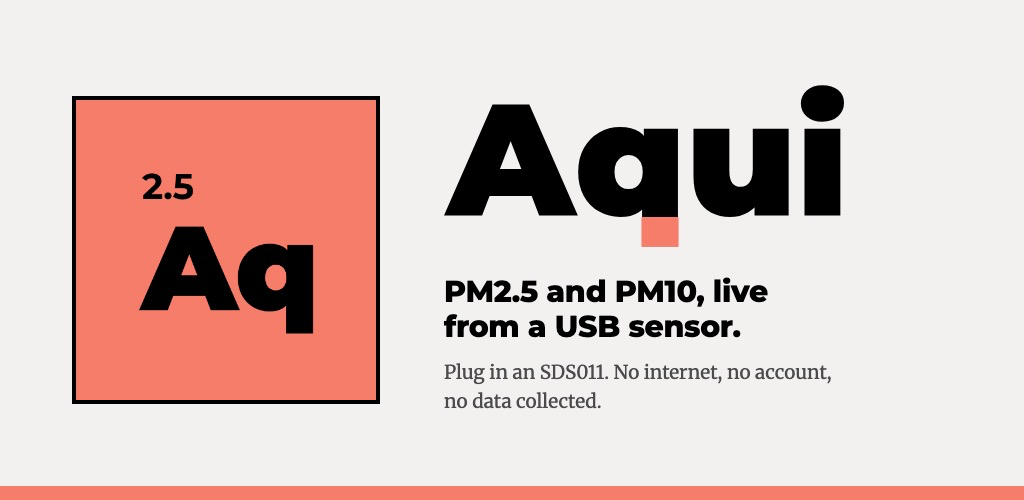 2.5
Aq
Aqui
PM2.5 and PM10, live
from a USB sensor.
Plug in an SDS011. No internet, no account,
no data collected.